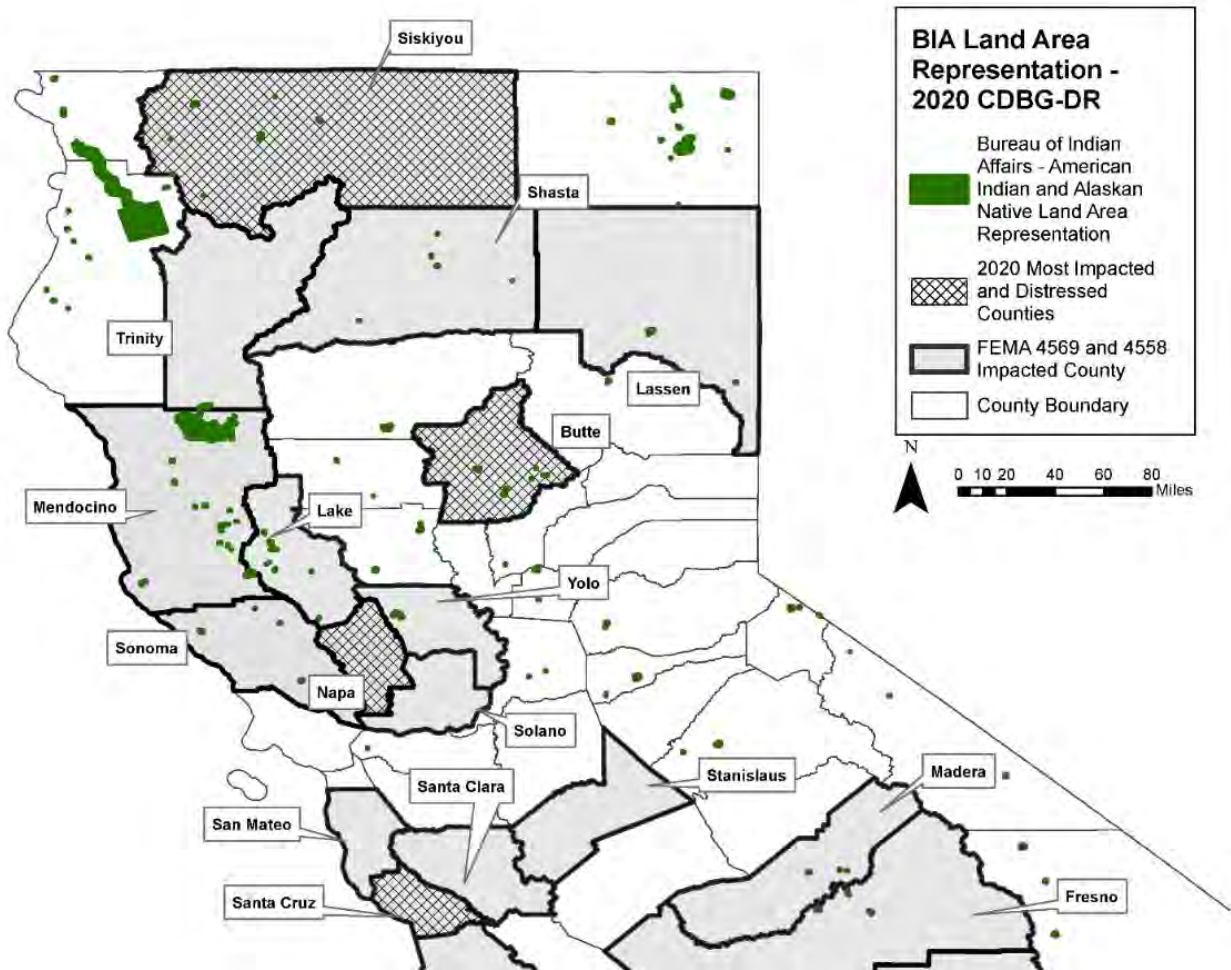 Siskiyou
Shasta
Trinity
Lassen
Butte
Mendocino
Lake
Yolo
Sonoma
Napa
Solano
Santa Clara
Stanislaus
Madera
San Mateo
Santa Cruz
Fresno
BIA Land Area
Representation -
2020 CDBG-DR
Bureau of Indian
Affairs - American
Indian and Alaskan
Native Land Area
Representation
2020 Most Impacted
and Distressed
Counties
FEMA 4569 and 4558
Impacted County
County Boundary
N
0 10 20 40 60 80
Miles